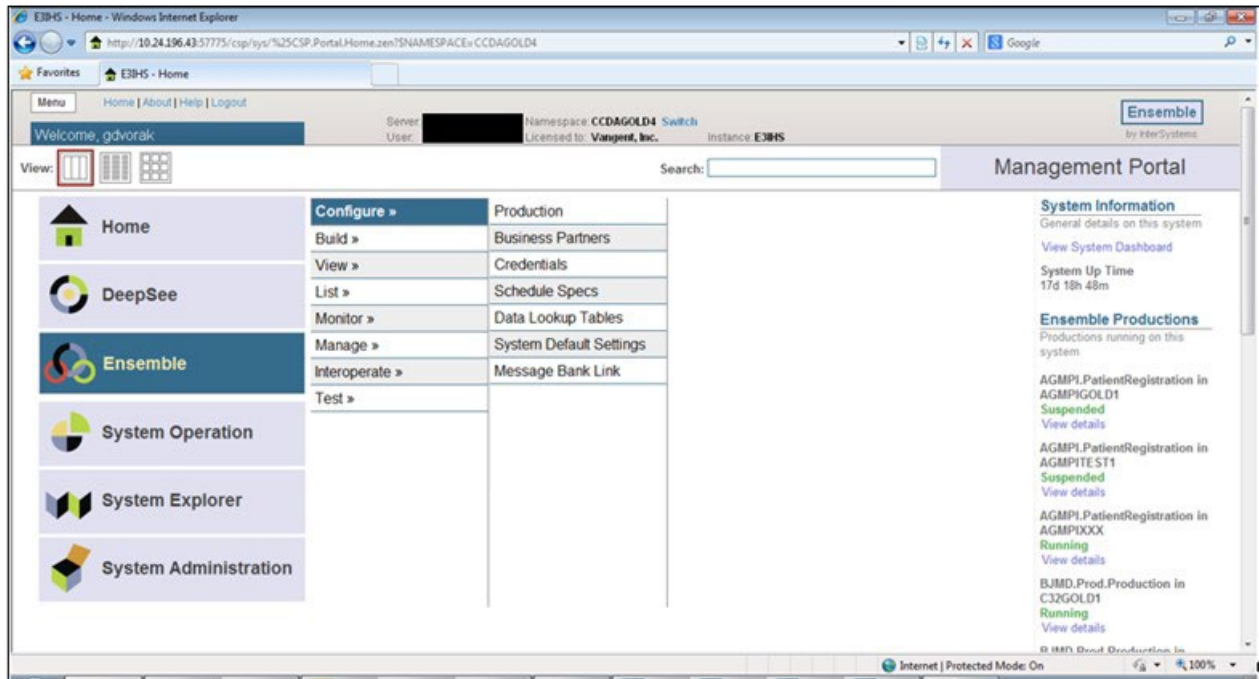 E3IHS - Home - Windows Internet Explorer
http://10.24.196.43:57775/csp/sys/%25CSP.Portal.Home.zen?$NAMESPACE=CCDAGOLD4
Google
Favorites
E3IHS - Home
Menu
Home | About | Help | Logout
Server:
Namespace: CCDAGOLD4 Switch
Ensemble
Welcome, gdvorak
User:
Licensed to: Vangent, Inc.
Instance: E3IHS
by InterSystems
View:
Search:
Management Portal
Home
DeepSee
Ensemble
System Operation
System Explorer
System Administration
Configure »
Build »
View »
List »
Monitor »
Manage »
Interoperate »
Test »
Production
Business Partners
Credentials
Schedule Specs
Data Lookup Tables
System Default Settings
Message Bank Link
System Information
General details on this system
View System Dashboard
System Up Time
17d 18h 48m
Ensemble Productions
Productions running on this
system
AGMPI.PatientRegistration in
AGMPIGOLD1
Suspended
View details
AGMPI.PatientRegistration in
AGMPITEST1
Suspended
View details
AGMPI.PatientRegistration in
AGMPIXXX
Running
View details
BJMD.Prod.Production in
C32GOLD1
Running
View details
BJMD.Prod.Production in
Internet | Protected Mode: On
100%